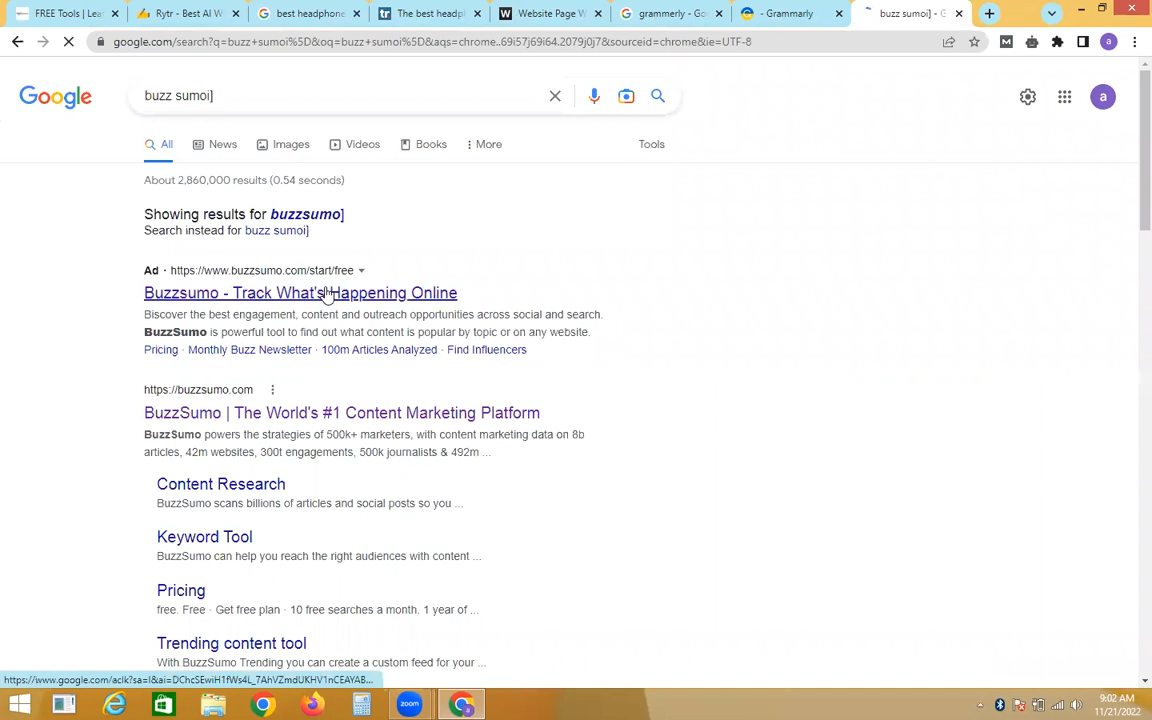 FREE Tools | Lea
Rytr - Best AI W
best headphone
The best headpl
Website Page W
grammerly - Go
- Grammarly
buzz sumoi] - G
google.com/search?q=buzz+sumoi%5D&oq=buzz+sumoi%5D&aqs=chrome..69i57j69i64.2079j0j7&sourceid=chrome&ie=UTF-8
Google
buzz sumoi]
a
All
News
Images
Videos
Books
More
Tools
About 2,860,000 results (0.54 seconds)
Showing results for buzzsumo]
Search instead for buzz sumoi]
Ad · https://www.buzzsumo.com/start/free
Buzzsumo - Track What's Happening Online
Discover the best engagement, content and outreach opportunities across social and search.
BuzzSumo is powerful tool to find out what content is popular by topic or on any website.
Pricing · Monthly Buzz Newsletter · 100m Articles Analyzed · Find Influencers
https://buzzsumo.com
BuzzSumo | The World's #1 Content Marketing Platform
BuzzSumo powers the strategies of 500k+ marketers, with content marketing data on 8b
articles, 42m websites, 300t engagements, 500k journalists & 492m ...
Content Research
BuzzSumo scans billions of articles and social posts so you ...
Keyword Tool
BuzzSumo can help you reach the right audiences with content ...
Pricing
free. Free · Get free plan · 10 free searches a month. 1 year of ...
Trending content tool
With BuzzSumo Trending you can create a custom feed for your ...
https://www.google.com/aclk?sa=l&ai=DChcSEwiH1fWs4L_7AhVZmdUKHV1nCEAYAB...
zoom
9:02 AM
11/21/2022